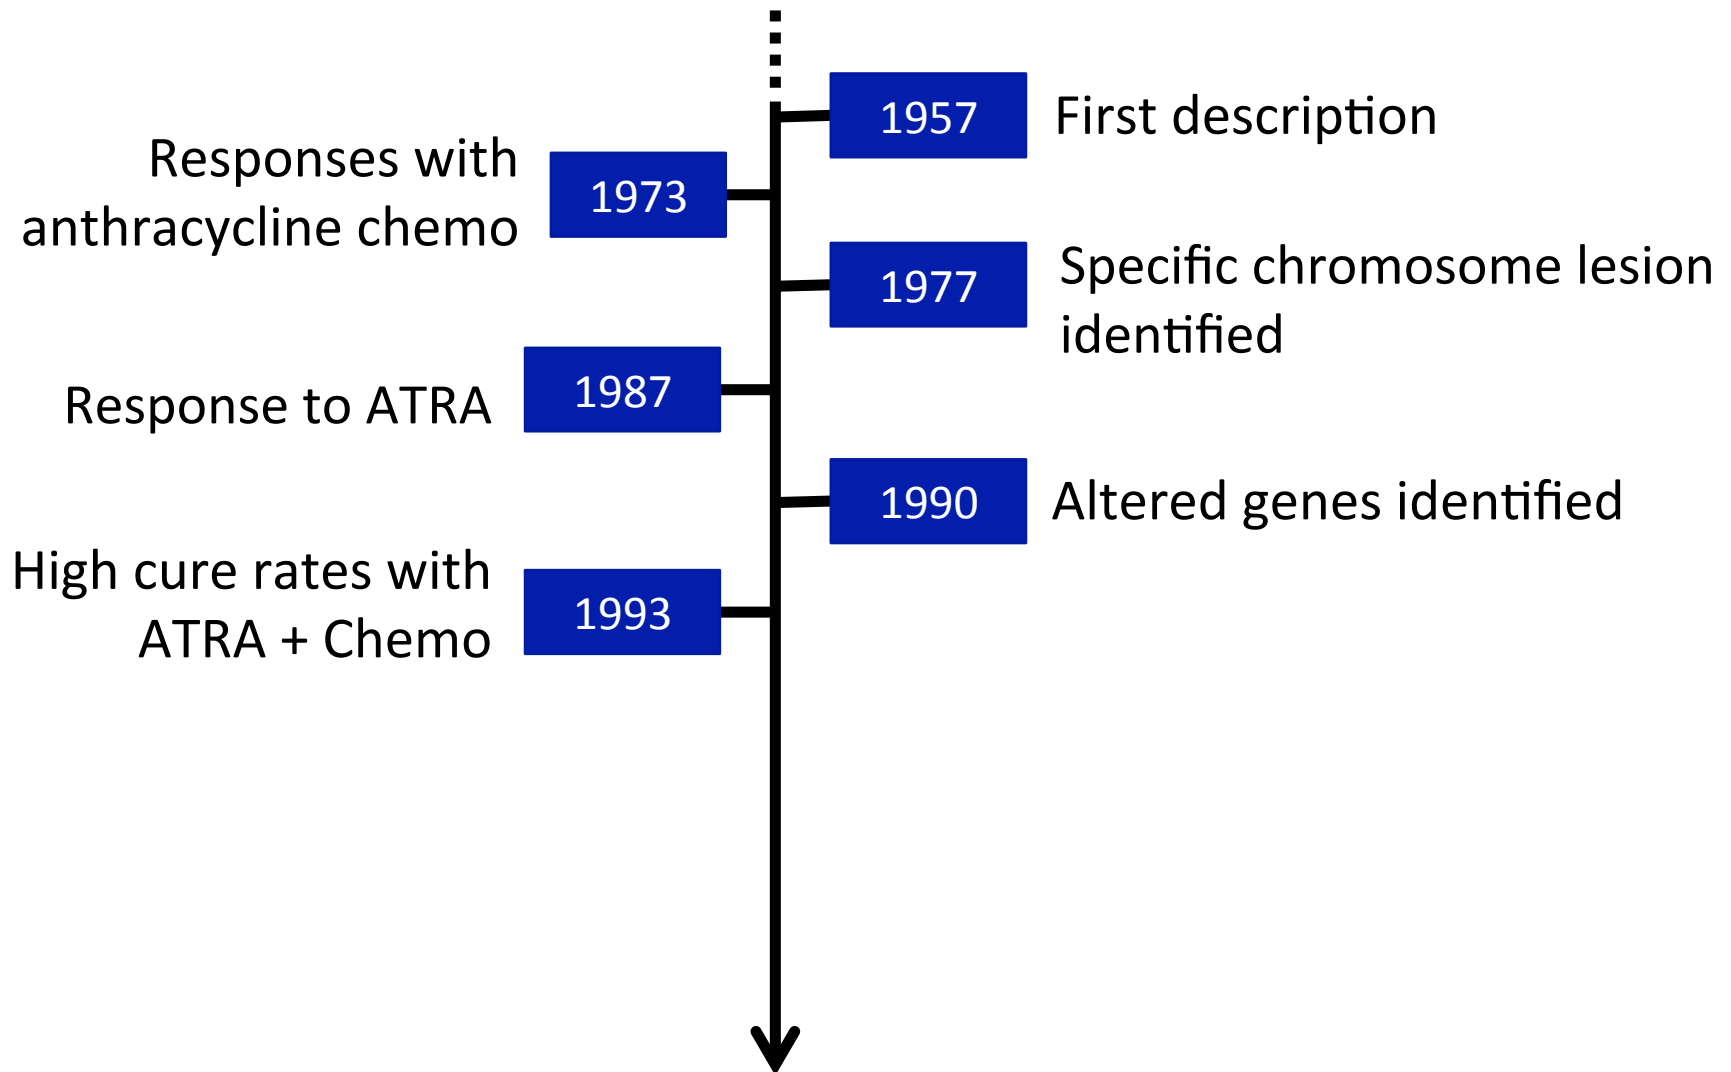 1957
First description
Responses with
anthracycline chemo
1973
1977
Specific chromosome lesion
identified
1987
Response to ATRA
1990
Altered genes identified
High cure rates with
ATRA + Chemo
1993